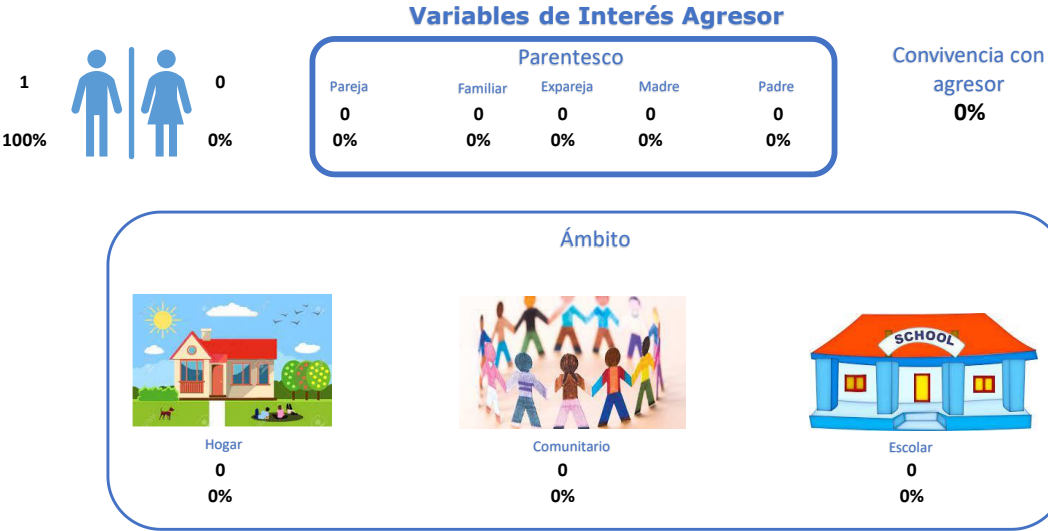 Variables de Interés Agresor
1
100%
0
0%
Parentesco
Pareja Familiar Expareja Madre Padre
0 0 0 0 0
0% 0% 0% 0% 0%
Convivencia con
agresor
0%
Ámbito
SCHOOL
Hogar Comunitario Escolar
0 0 0
0% 0% 0%